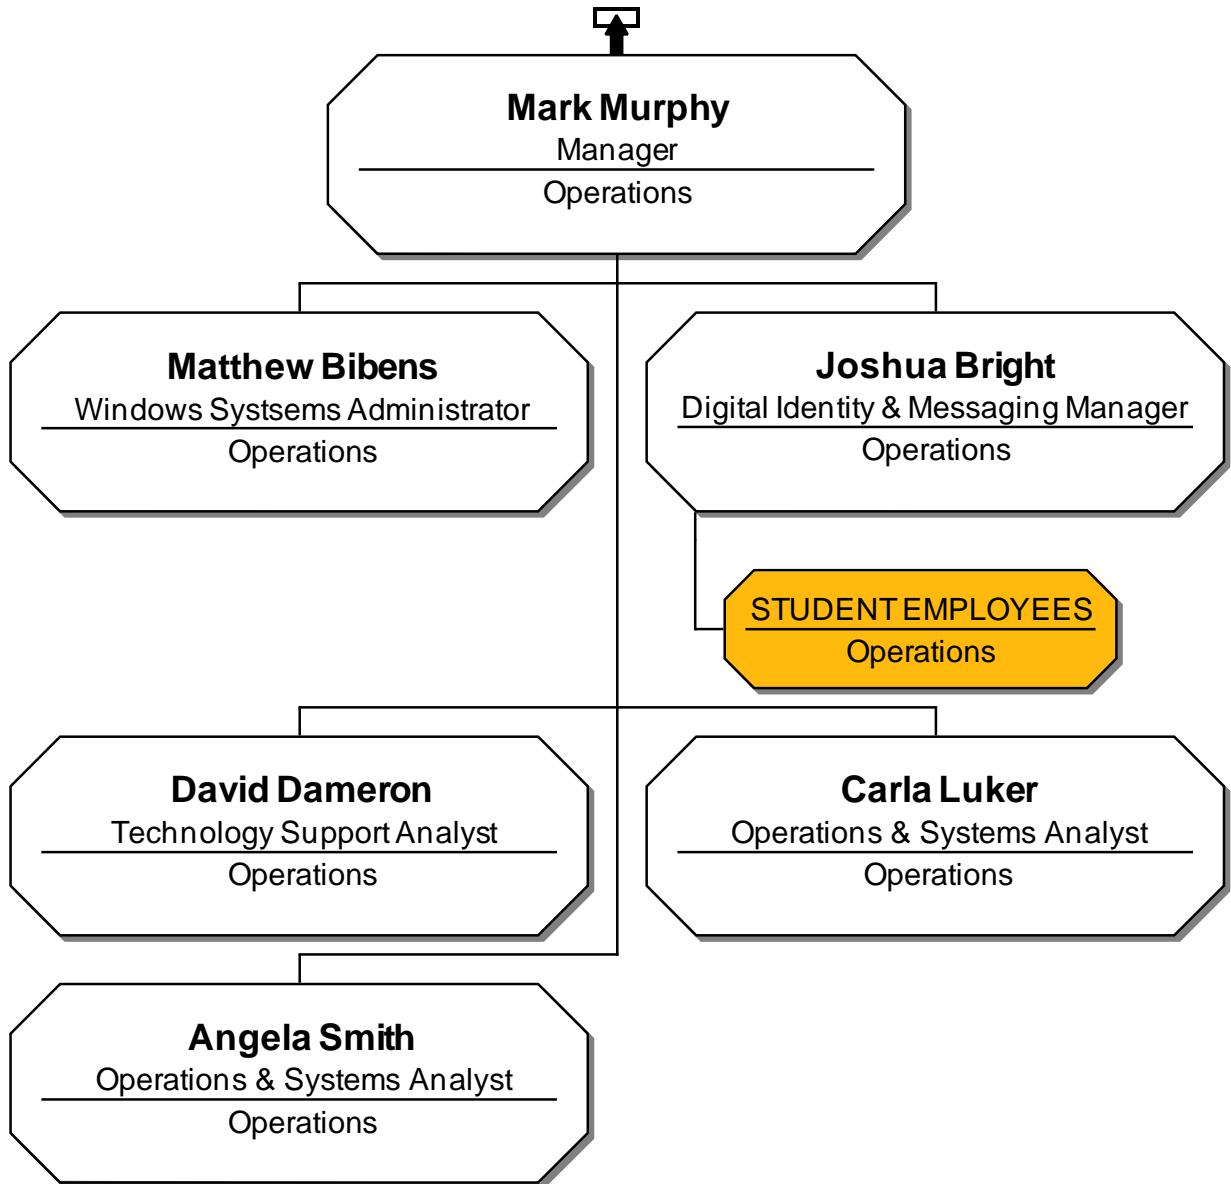 Mark Murphy
Manager
Operations
Matthew Bibens
Windows Systsems Administrator
Operations
Joshua Bright
Digital Identity & Messaging Manager
Operations
STUDENT EMPLOYEES
Operations
David Dameron
Technology Support Analyst
Operations
Carla Luker
Operations & Systems Analyst
Operations
Angela Smith
Operations & Systems Analyst
Operations